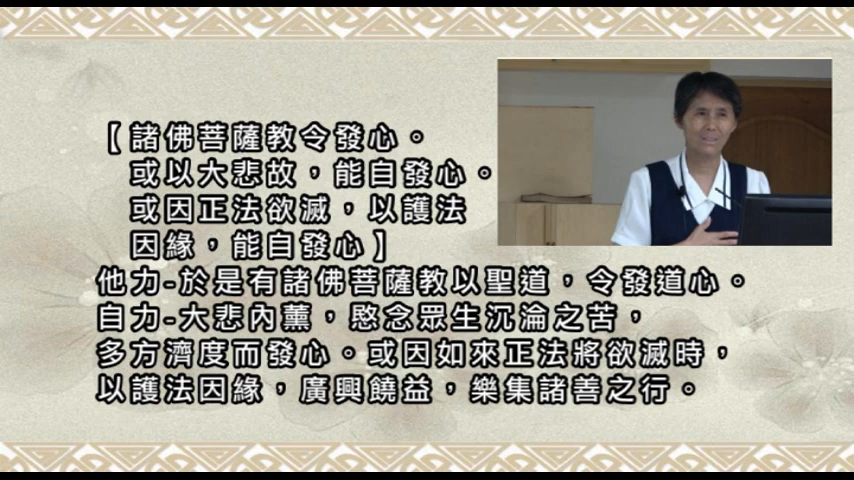 【諸佛菩薩教令發心。
或以大悲故，能自發心。
或因正法欲滅，以護法
因緣，能自發心】
他力-於是有諸佛菩薩教以聖道，令發道心。
自力-大悲內薰，愍念眾生沉淪之苦，
多方濟度而發心。或因如來正法將欲滅時，
以護法因緣，廣興饒益，樂集諸善之行。